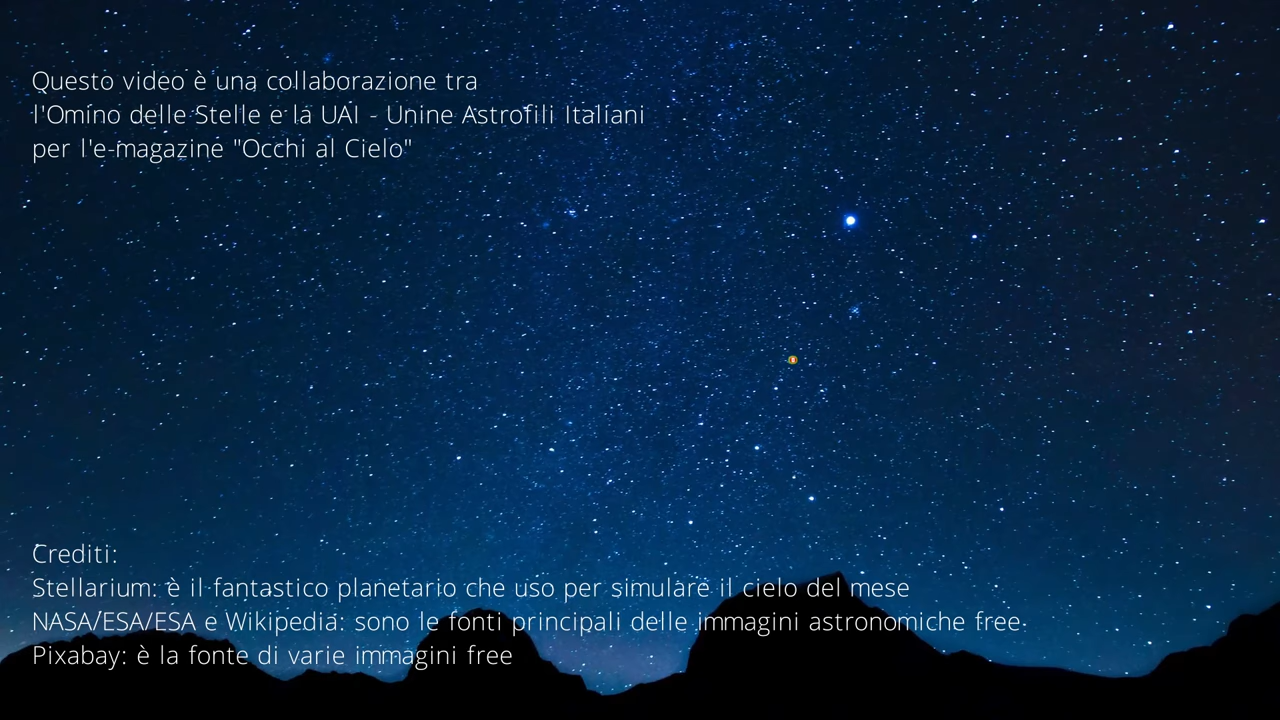 Questo video è una collaborazione tra
l'Omino delle Stelle e la UAI - Unine Astrofili Italiani
per l'e-magazine "Occhi al Cielo"
Crediti:
Stellarium: è il fantastico planetario che uso per simulare il cielo del mese
NASA/ESA/ESA e Wikipedia: sono le fonti principali delle immagini astronomiche free
Pixabay: è la fonte di varie immagini free